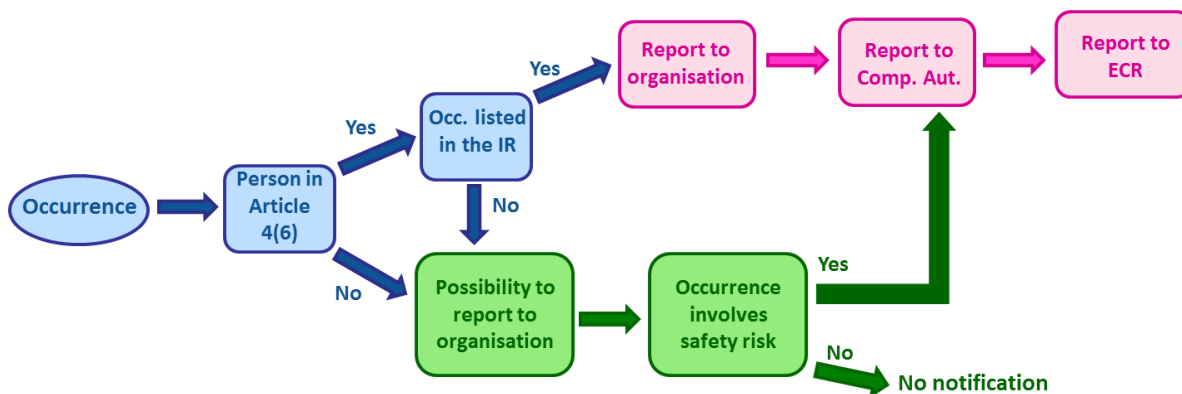 Occurrence
Person in
Article
4(6)
Yes
No
Occ. listed
in the IR
Yes
No
Report to
organisation
Report to
Comp. Aut.
Report to
ECR
Possibility to
report to
organisation
Occurrence
involves
safety risk
Yes
No
No notification